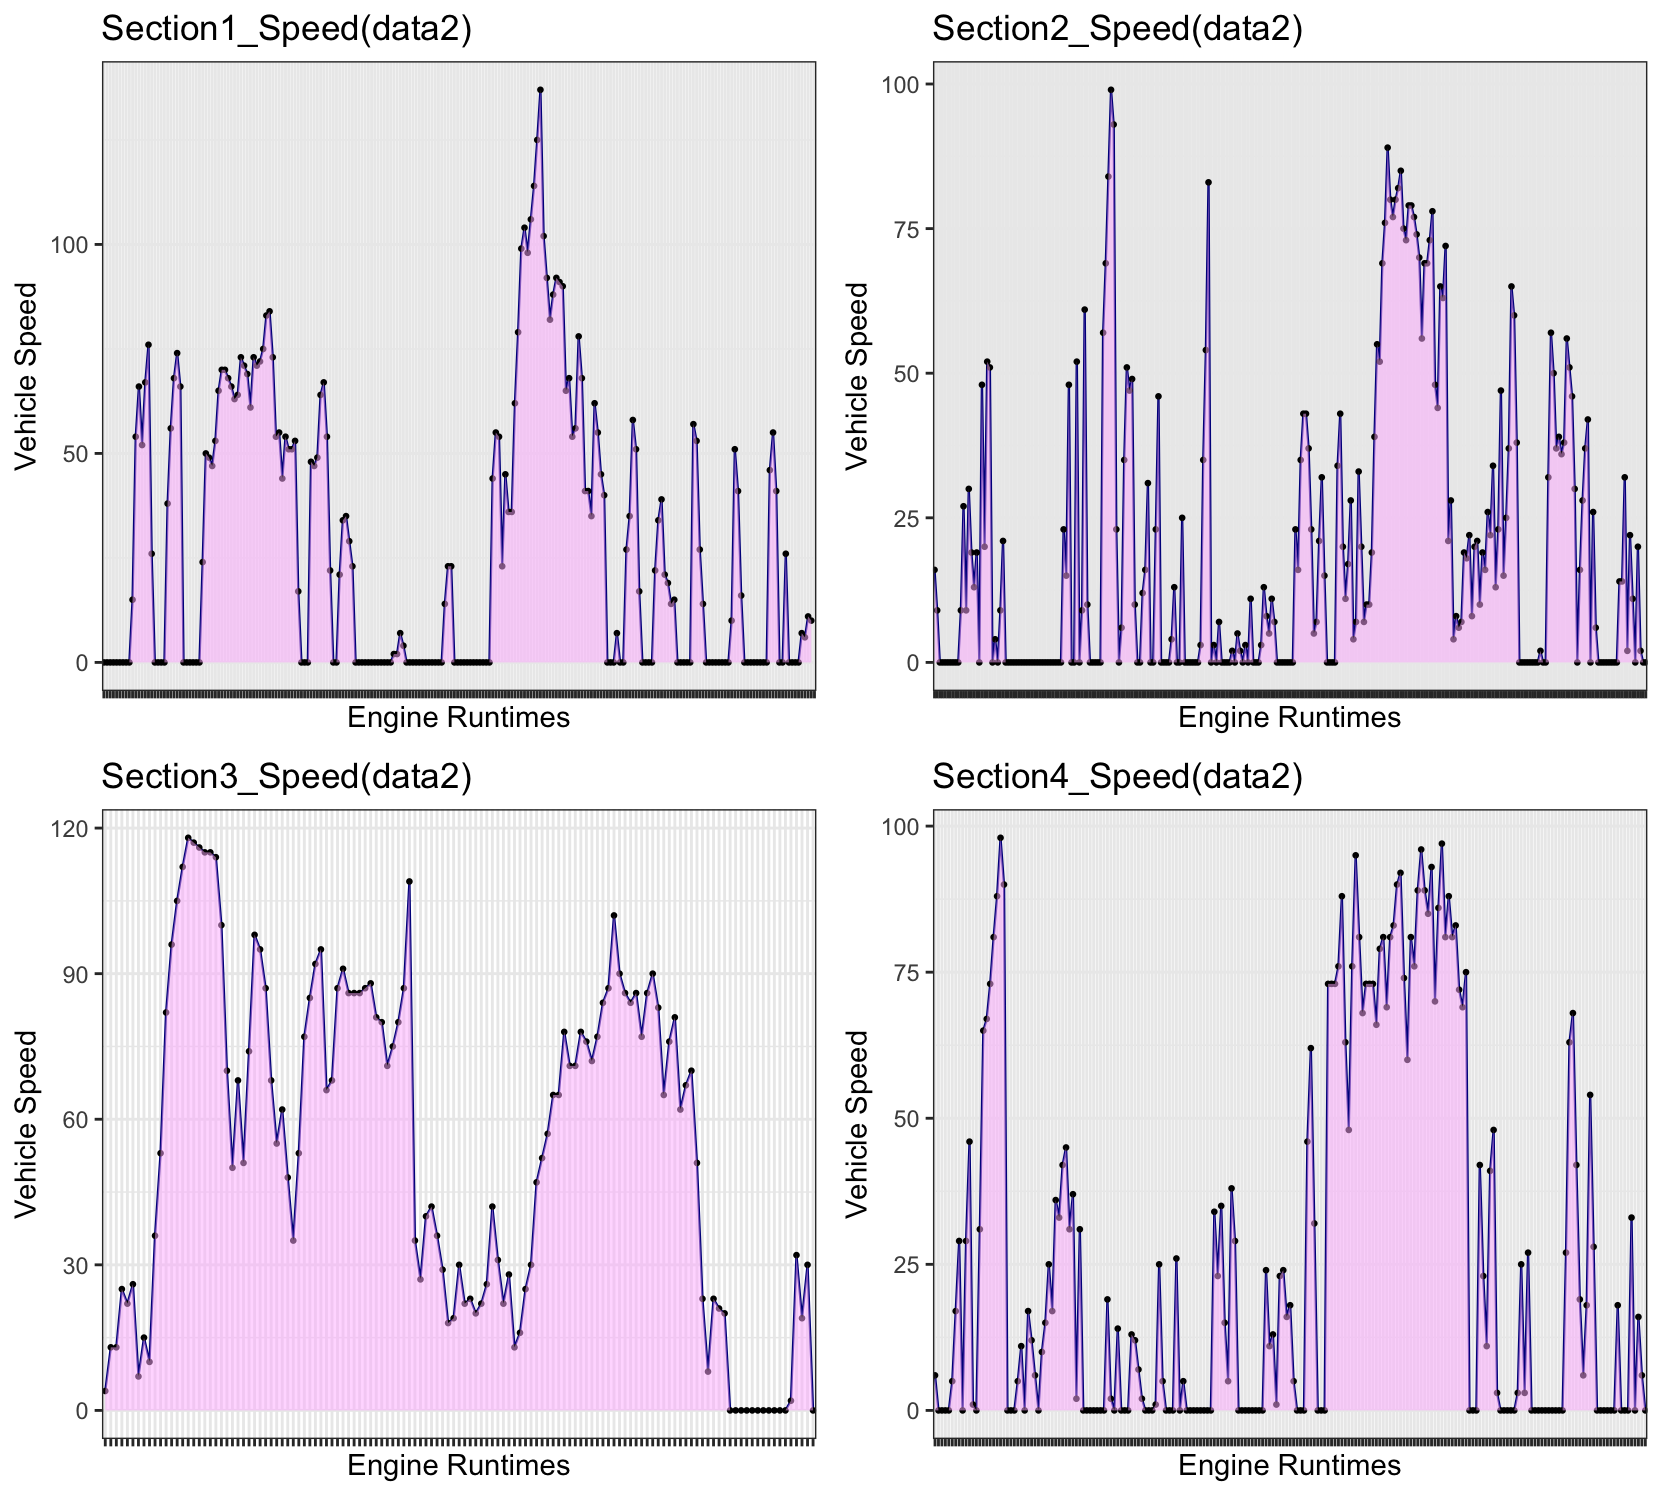 Section1_Speed(data2)
Vehicle Speed
100
50
0
Engine Runtimes
Section2_Speed(data2)
Vehicle Speed
100
75
50
25
0
Engine Runtimes
Section3_Speed(data2)
Vehicle Speed
120
90
60
30
0
Engine Runtimes
Section4_Speed(data2)
Vehicle Speed
100
75
50
25
0
Engine Runtimes